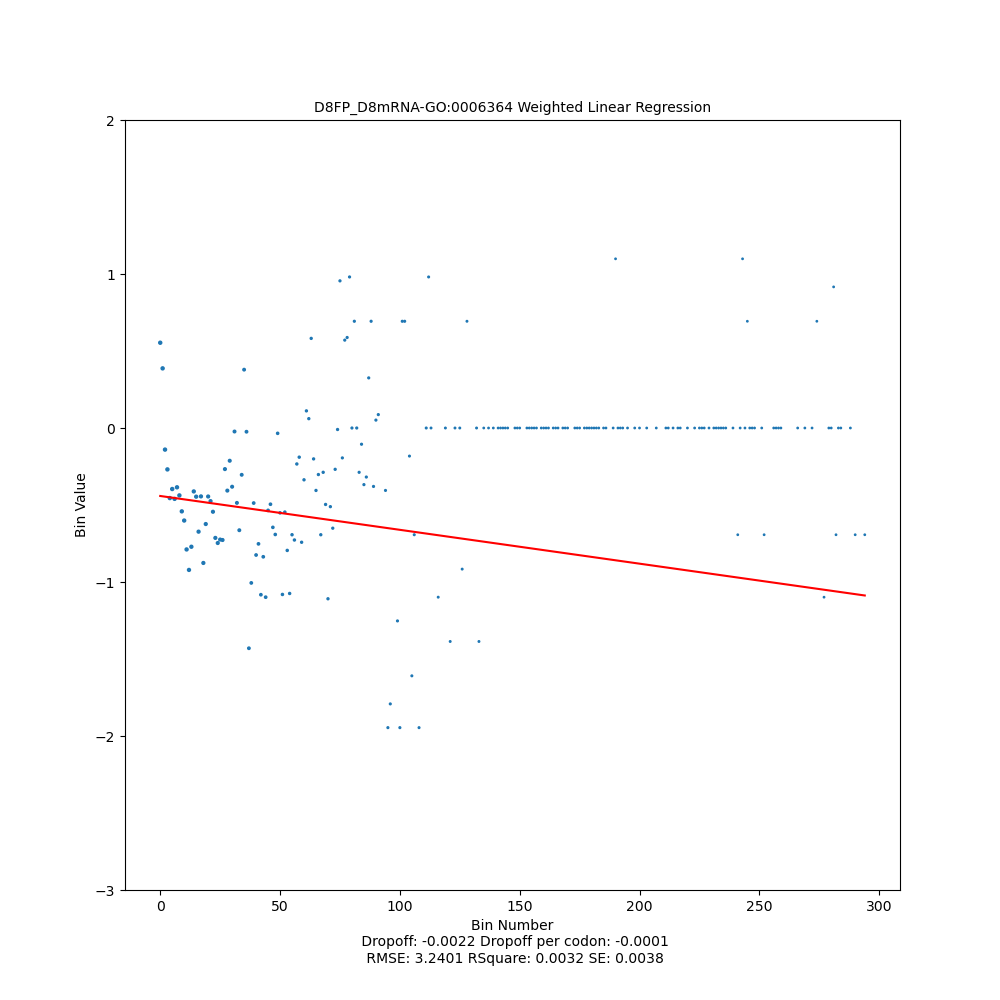 D8FP_D8mRNA-GO:0006364 Weighted Linear Regression
2
1
0
−1
−2
−3
Bin Value
0 50 100 150 200 250 300
Bin Number
Dropoff: -0.0022 Dropoff per codon: -0.0001
RMSE: 3.2401 RSquare: 0.0032 SE: 0.0038